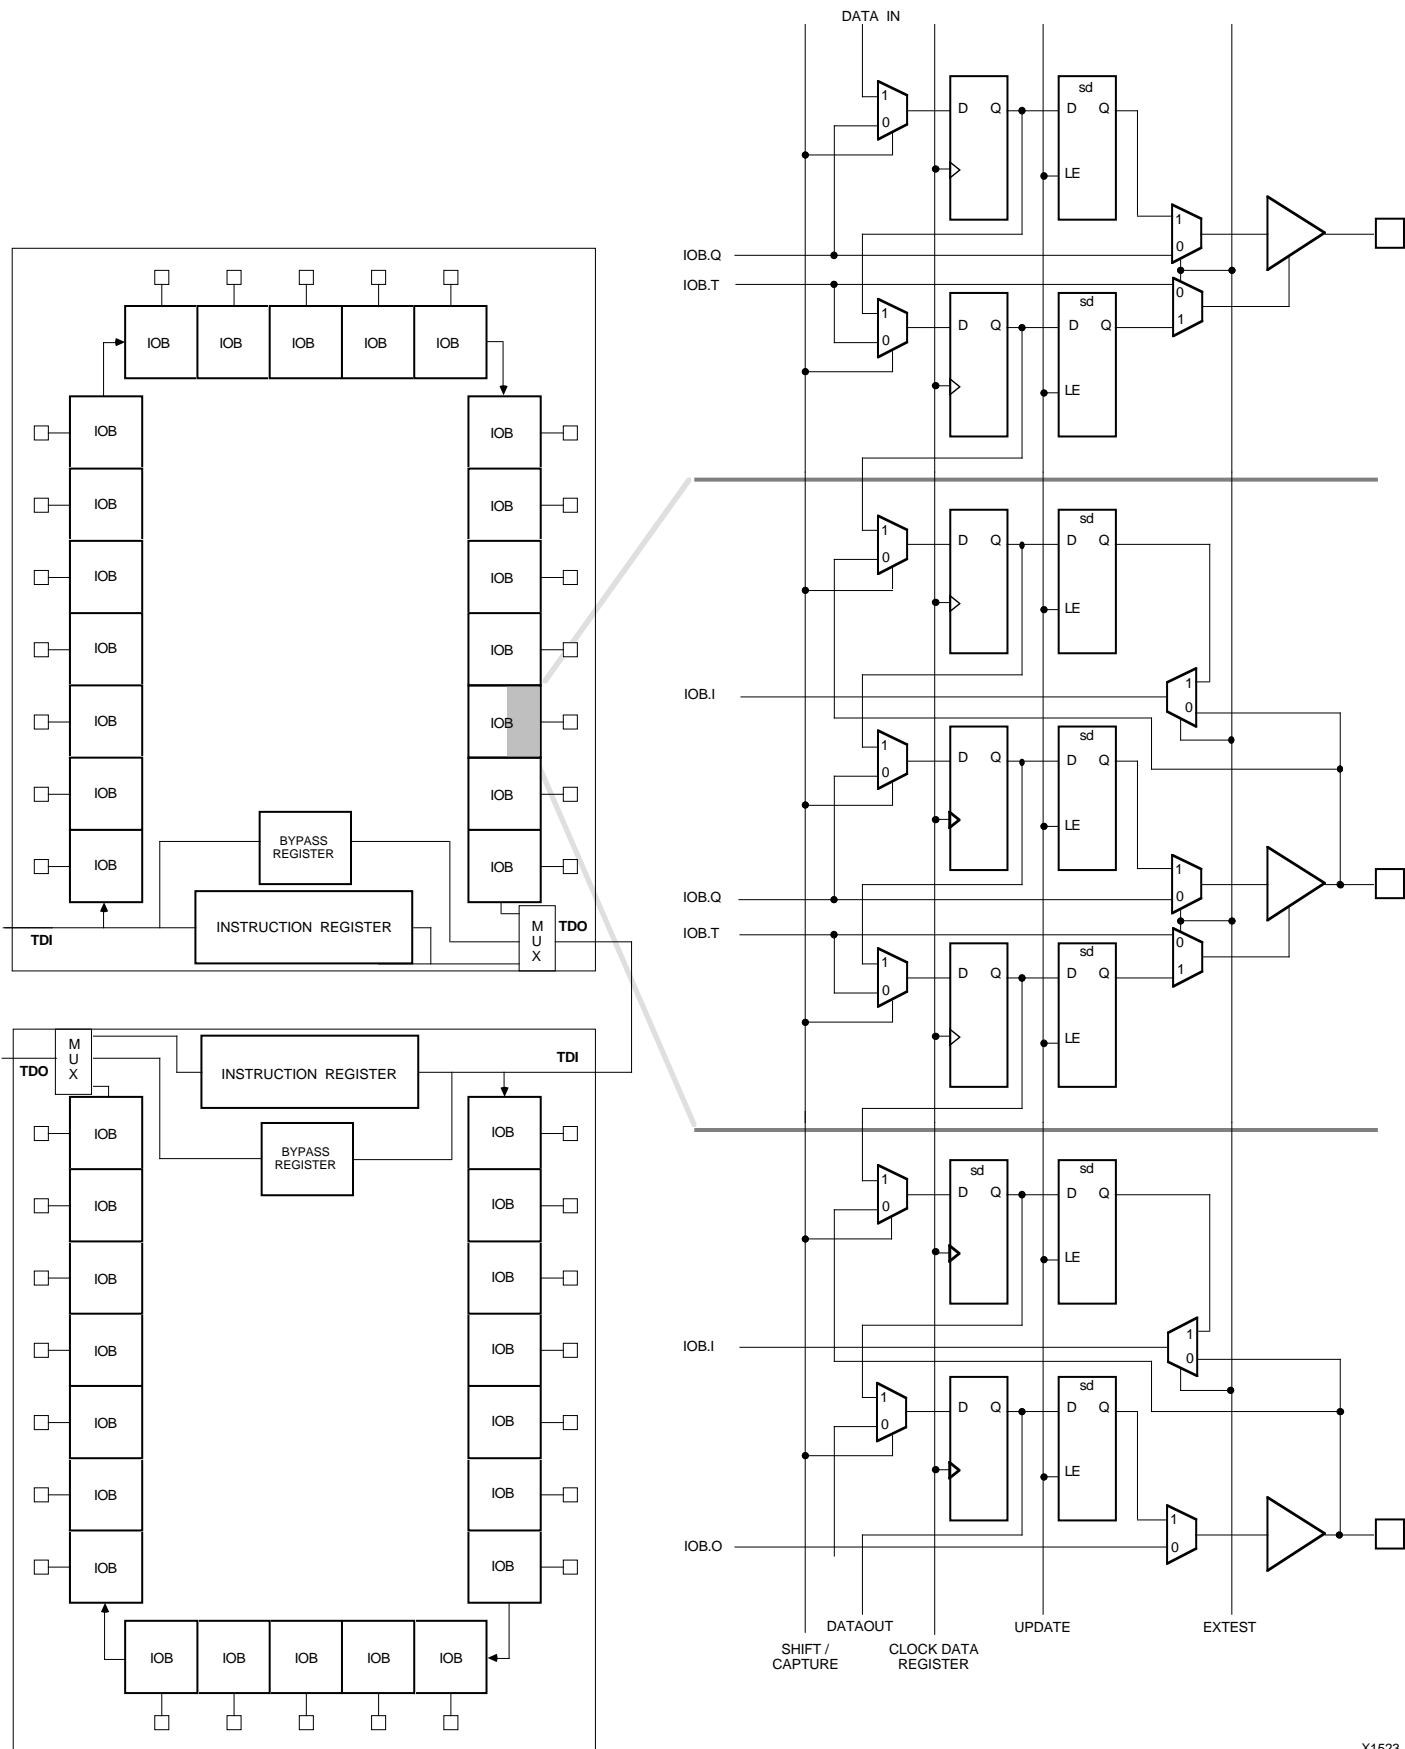 DATA IN
1
0
D Q
sd
D Q
LE
1
0
IOB.Q
IOB.T
0
1
1
0
D Q
sd
D Q
LE
1
0
D Q
sd
D Q
LE
IOB.I
1
0
1
0
D Q
sd
D Q
LE
1
0
IOB.Q
IOB.T
0
1
1
0
D Q
sd
D Q
LE
1
0
sd
D Q
sd
D Q
LE
IOB.I
1
0
1
0
D Q
sd
D Q
LE
1
0
IOB.O
DATAOUT
UPDATE
EXTEST
SHIFT /
CAPTURE
CLOCK DATA
REGISTER
IOB IOB IOB IOB IOB
IOB IOB
IOB IOB
IOB IOB
IOB IOB
IOB IOB
IOB IOB
IOB IOB
BYPASS
REGISTER
INSTRUCTION REGISTER
TDI
M
U
X
TDO
M
U
X
TDO
INSTRUCTION REGISTER
TDI
BYPASS
REGISTER
IOB IOB
IOB IOB
IOB IOB
IOB IOB
IOB IOB
IOB IOB
IOB IOB
IOB IOB IOB IOB IOB